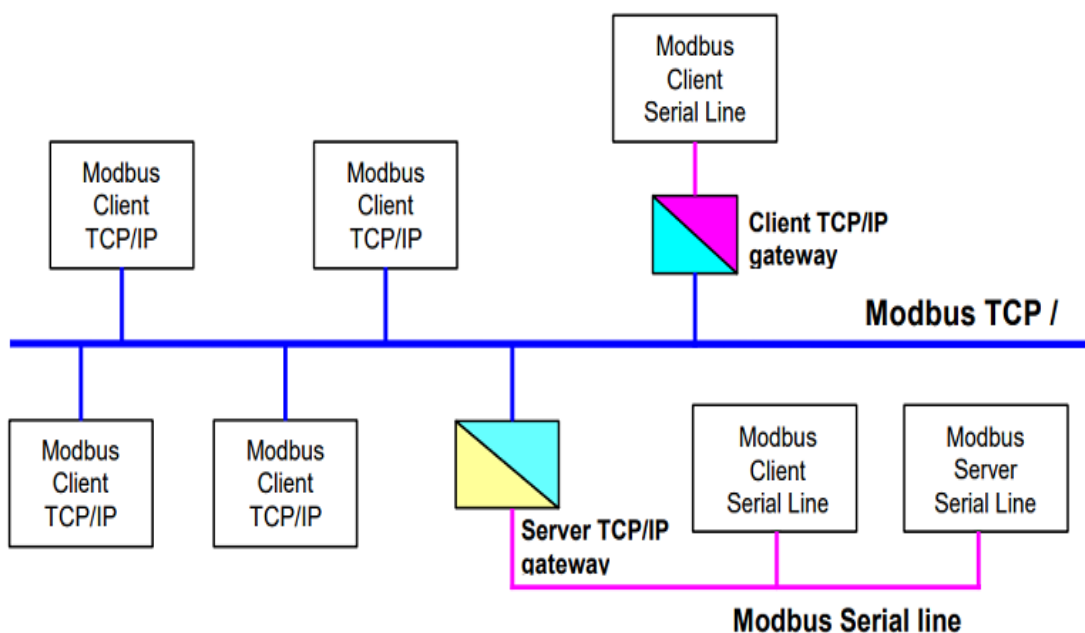 Modbus
Client
Serial Line
Modbus
Client
TCP/IP
Modbus
Client
TCP/IP
Client TCP/IP
gateway
Modbus TCP /
Modbus
Client
TCP/IP
Modbus
Client
TCP/IP
Server TCP/IP
gateway
Modbus
Client
Serial Line
Modbus
Server
Serial Line
Modbus Serial line